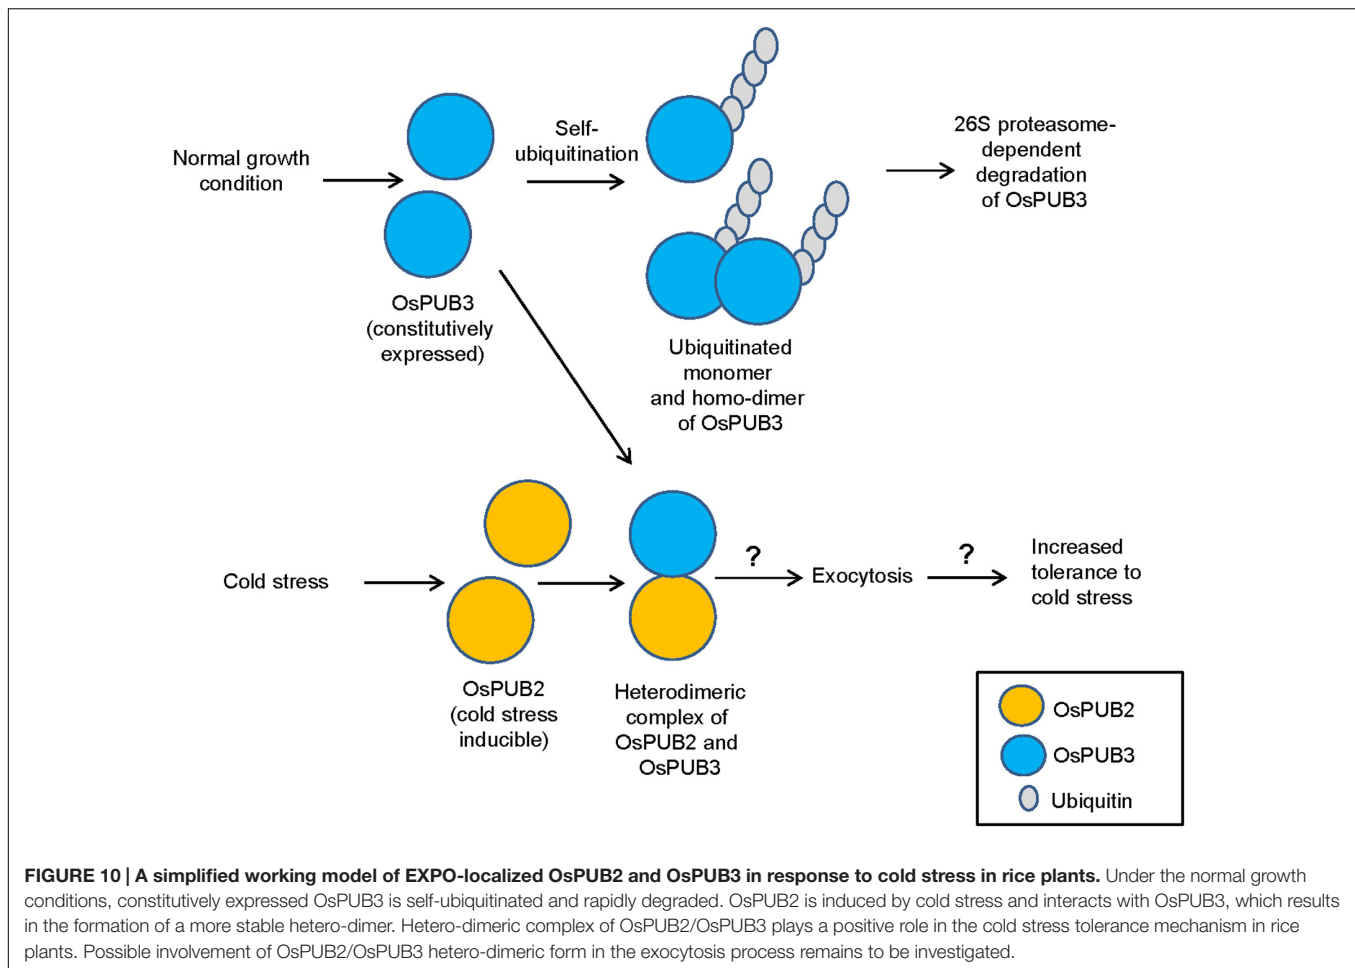 Normal growth
condition
OsPUB3
(constitutively
expressed)
Self-
ubiquitination
Ubiquitinated
monomer
and homo-dimer
of OsPUB3
26S proteasome-
dependent
degradation
of OsPUB3
Cold stress
OsPUB2
(cold stress
inducible)
Heterodimeric
complex of
OsPUB2 and
OsPUB3
?
Exocytosis
?
Increased
tolerance to
cold stress
OsPUB2
OsPUB3
Ubiquitin
FIGURE 10 | A simplified working model of EXPO-localized OsPUB2 and OsPUB3 in response to cold stress in rice plants. Under the normal growth
conditions, constitutively expressed OsPUB3 is self-ubiquitinated and rapidly degraded. OsPUB2 is induced by cold stress and interacts with OsPUB3, which results
in the formation of a more stable hetero-dimer. Hetero-dimeric complex of OsPUB2/OsPUB3 plays a positive role in the cold stress tolerance mechanism in rice
plants. Possible involvement of OsPUB2/OsPUB3 hetero-dimeric form in the exocytosis process remains to be investigated.